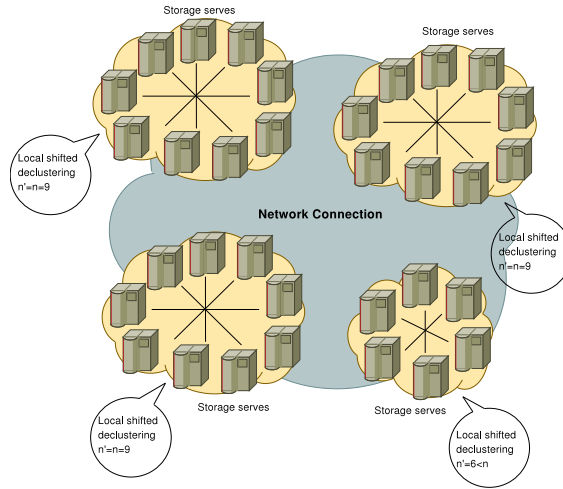 Storage serves
Storage serves
Local shifted
declustering
n'=n=9
Network Connection
Local shifted
declustering
n'=n=9
Storage serves
Storage serves
Local shifted
declustering
n'=n=9
Local shifted
declustering
n'=6<n